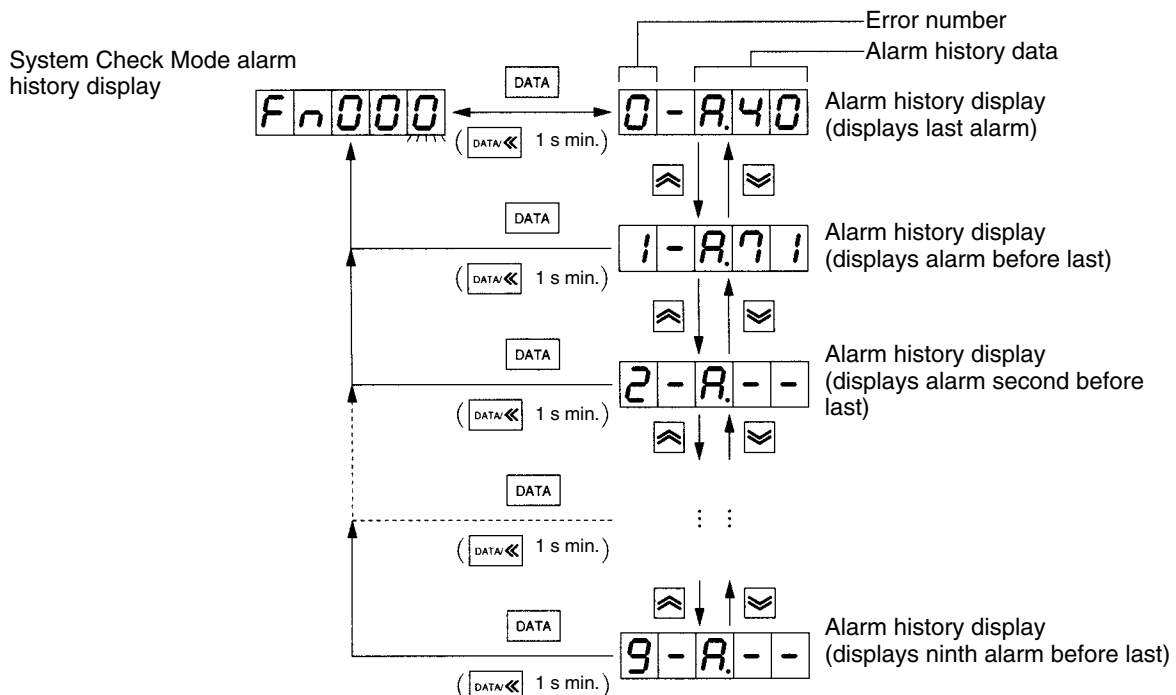 Error number
Alarm history data
System Check Mode alarm
history display
DATA
Fn000
0-A.40
Alarm history display
(displays last alarm)
(DATA/≪ 1 s min.)
DATA
1-A.71
Alarm history display
(displays alarm before last)
(DATA/≪ 1 s min.)
DATA
2-A.--
Alarm history display
(displays alarm second before
last)
(DATA/≪ 1 s min.)
DATA
(DATA/≪ 1 s min.)
DATA
9-A.--
Alarm history display
(displays ninth alarm before last)
(DATA/≪ 1 s min.)